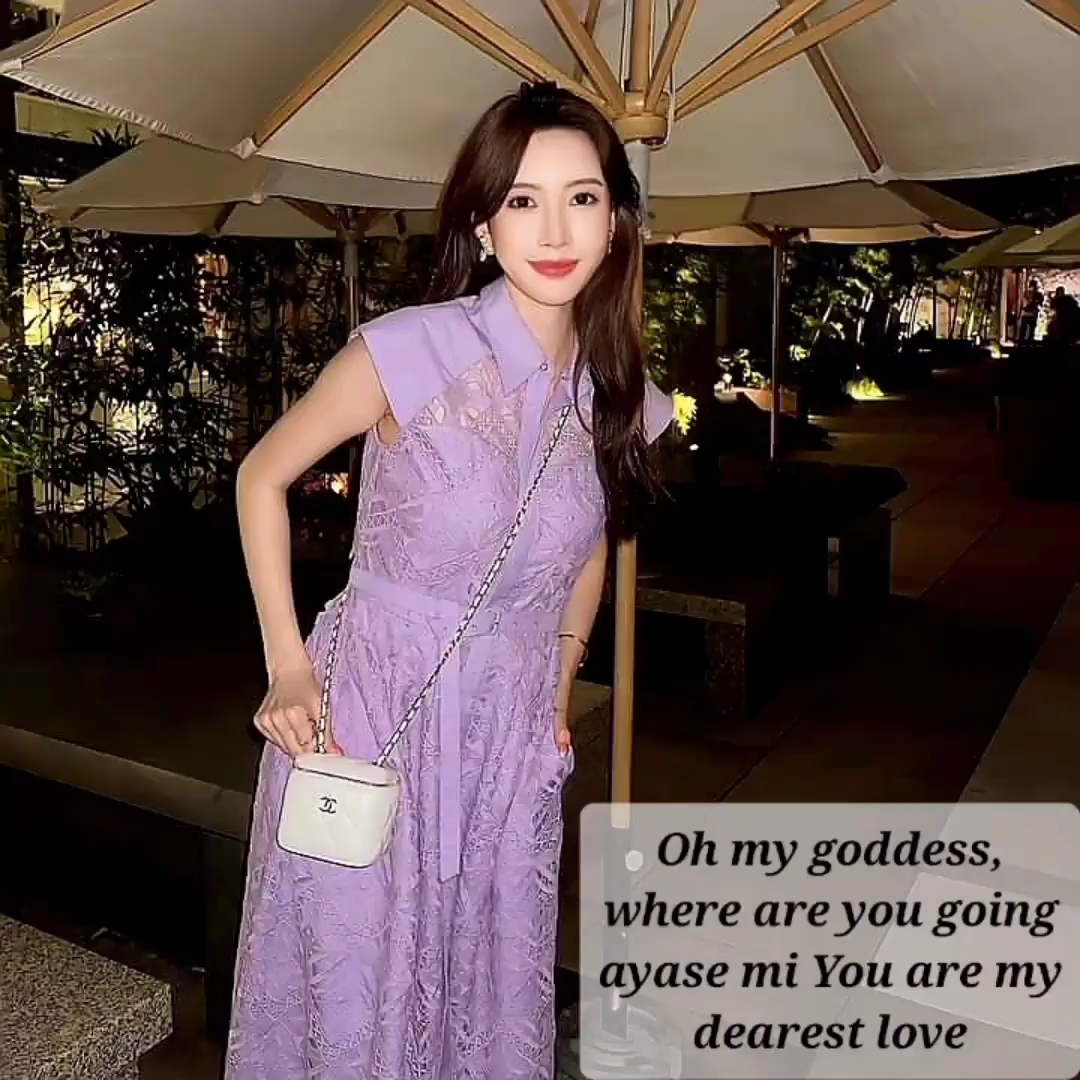 Oh my goddess,
where are you going
ayase mi You are my
dearest love